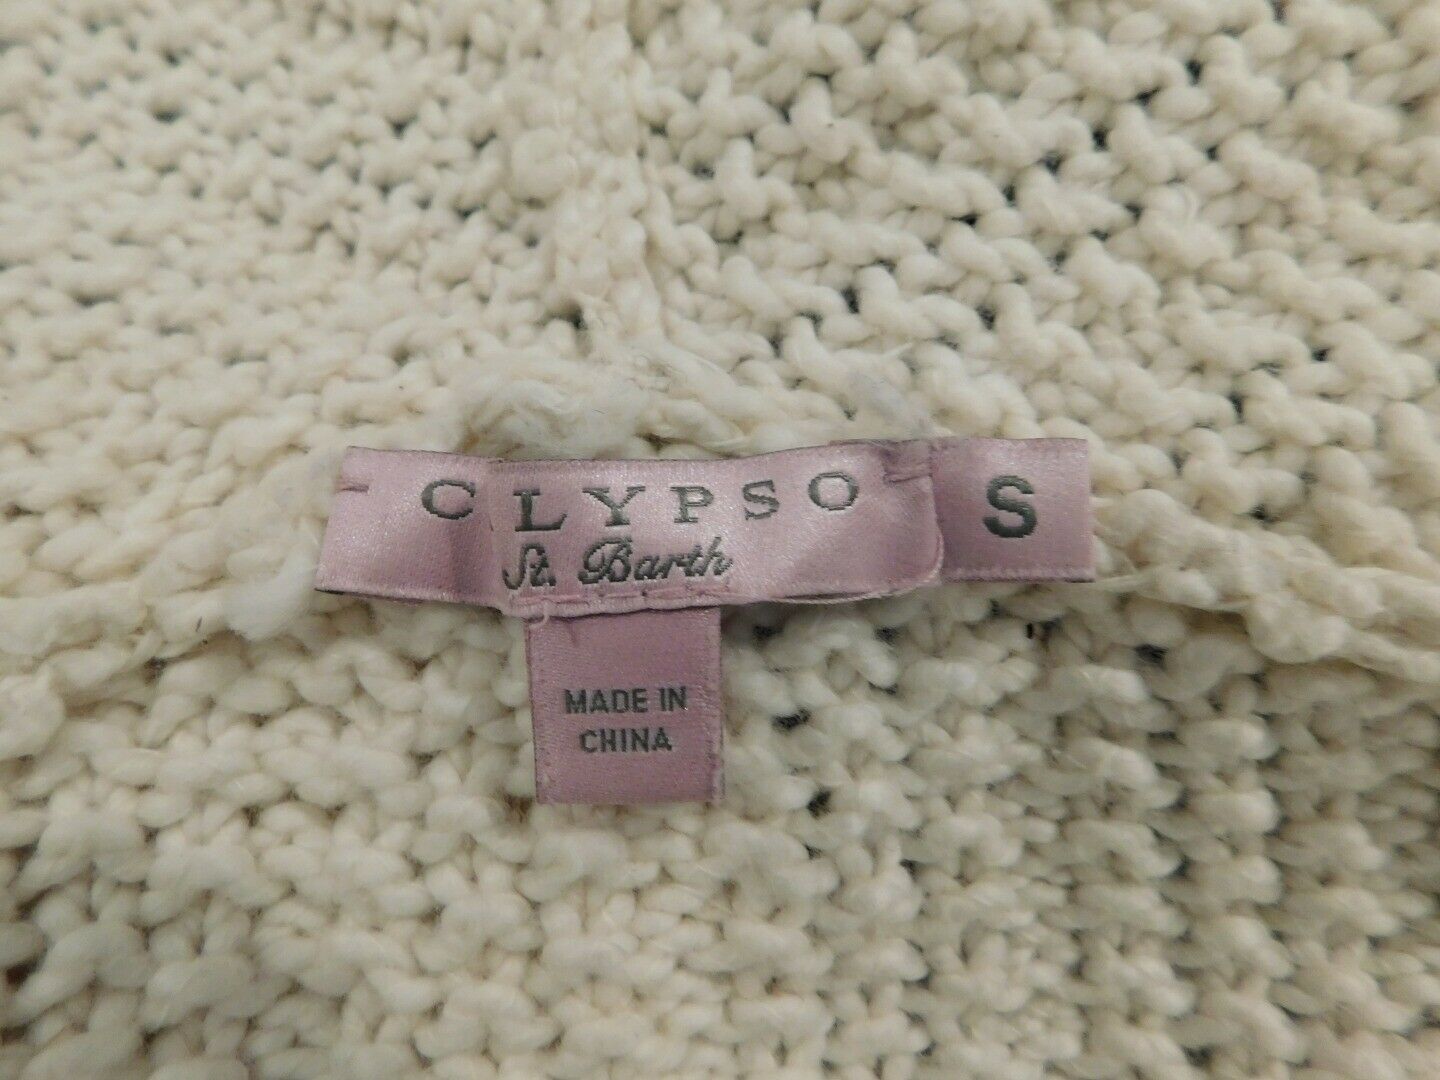 CLYPSO
St. Barth
S
MADE IN
CHINA